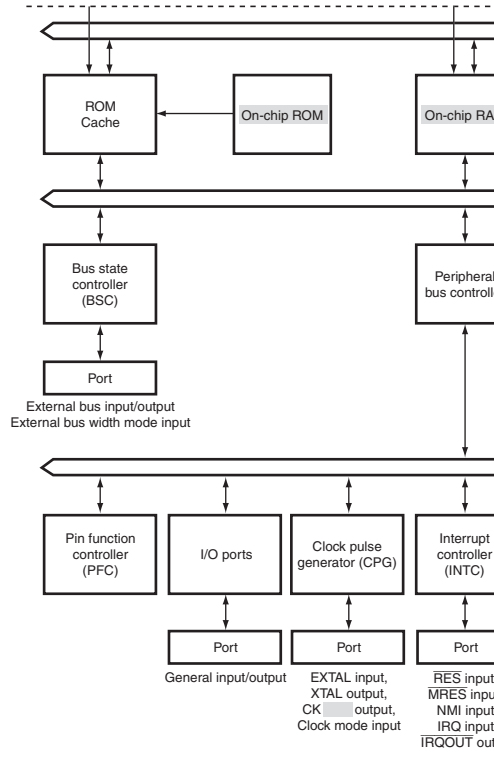 ROM
Cache
On-chip ROM
On-chip RA
Bus state
controller
(BSC)
Peripheral
bus controlle
Port
External bus input/output
External bus width mode input
Pin function
controller
(PFC)
I/O ports
Clock pulse
generator (CPG)
Interrupt
controller
(INTC)
Port
Port
Port
General input/output
EXTAL input,
XTAL output,
CK output,
Clock mode input
RES input
MRES input
NMI input
IRQ input
IRQOUT out